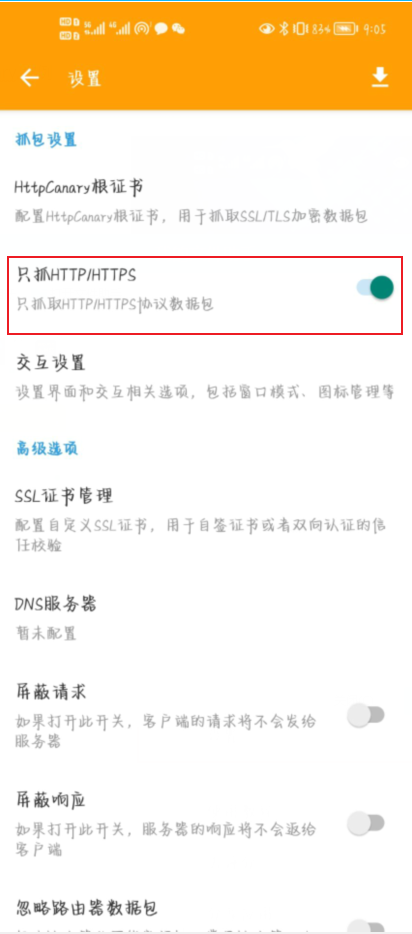 83% 9:05
设置
抓包设置
HttpCanary根证书
配置HttpCanary根证书，用于抓取SSL/TLS加密数据包
只抓HTTP/HTTPS
只抓取HTTP/HTTPS协议数据包
交互设置
设置界面和交互相关选项，包括窗口模式、图标管理等
高级选项
SSL证书管理
配置自定义SSL证书，用于自签证书或者双向认证的信
任校验
DNS服务器
暂未配置
屏蔽请求
如果打开此开关，客户端的请求将不会发给
服务器
屏蔽响应
如果打开此开关，服务器的响应将不会返给
客户端
忽略路由器数据包